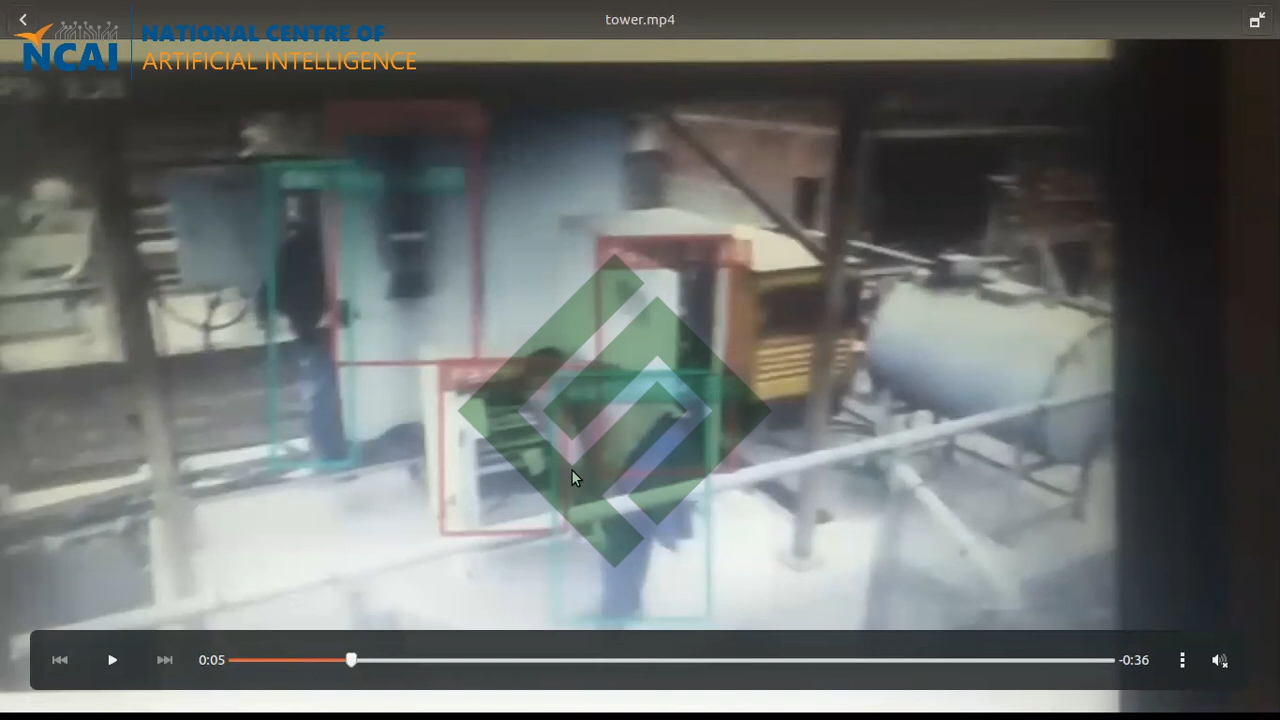 tower.mp4
NCAI
NATIONAL CENTRE OF
ARTIFICIAL INTELLIGENCE
0:05
-0:36